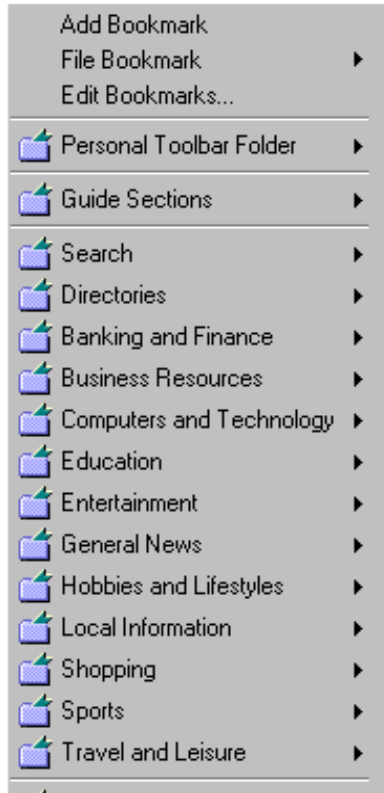 Add Bookmark
File Bookmark
Edit Bookmarks...
Personal Toolbar Folder
Guide Sections
Search
Directories
Banking and Finance
Business Resources
Computers and Technology
Education
Entertainment
General News
Hobbies and Lifestyles
Local Information
Shopping
Sports
Travel and Leisure